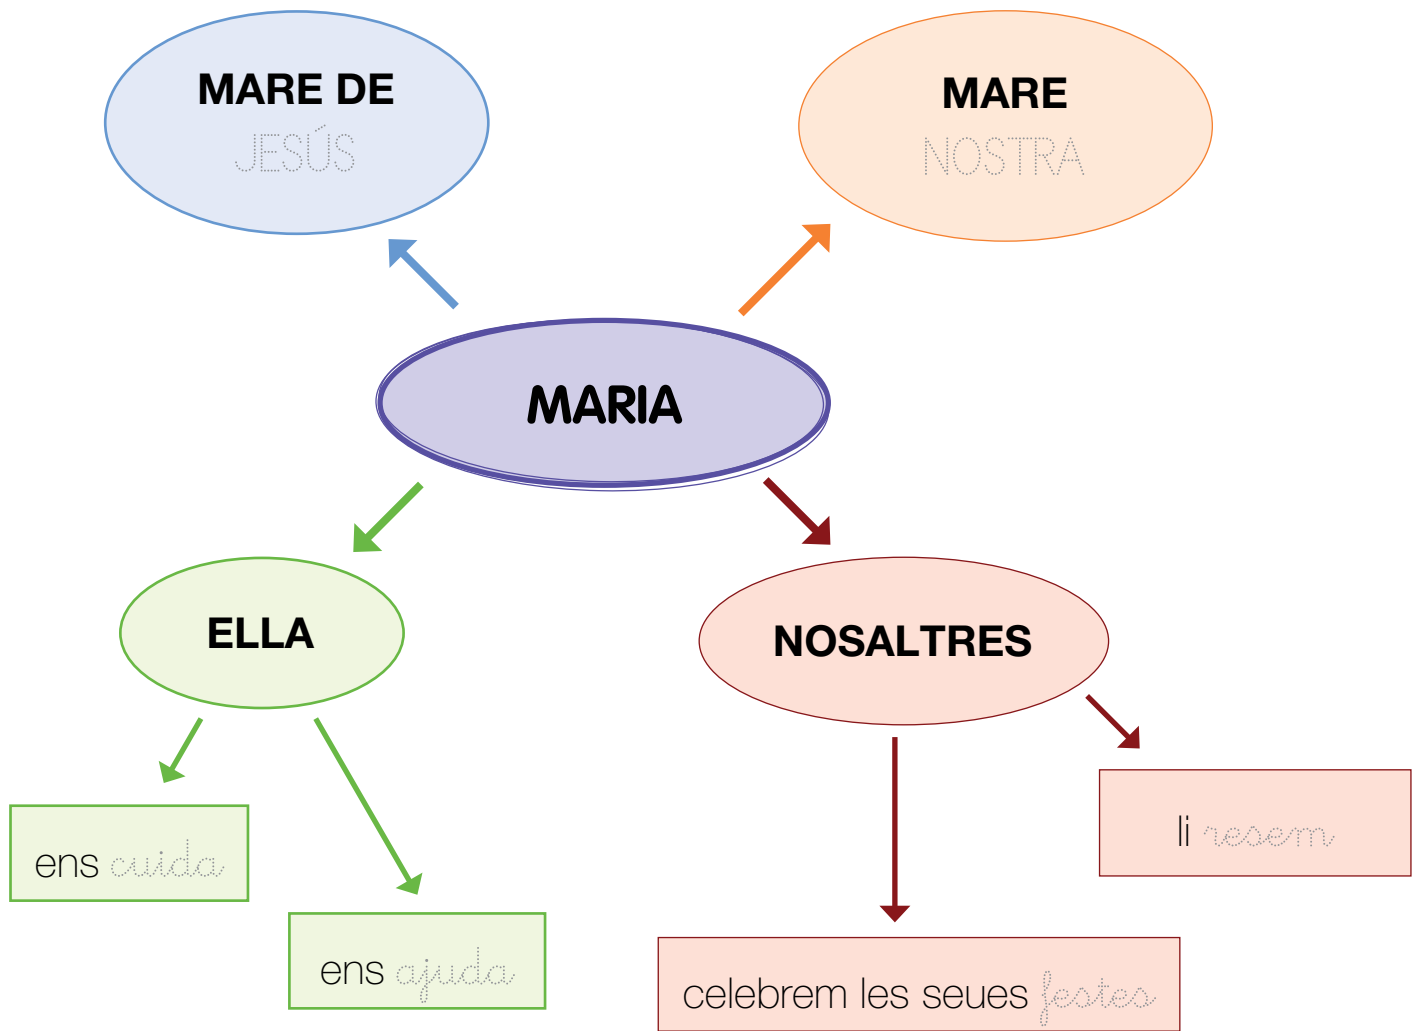 MARE DE
JESÚS
MARE
NOSTRA
MARIA
ELLA
NOSALTRES
ens cuida
ens ajuda
li resem
celebrem les seues festes